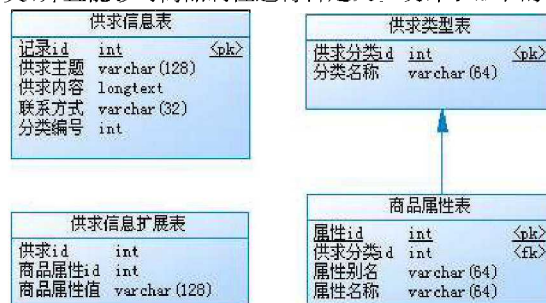 供求信息表
记录id int <pk>
供求主题 varchar(128)
供求内容 longtext
联系方式 varchar(32)
分类编号 int
供求类型表
供求分类id int <pk>
分类名称 varchar(64)
供求信息扩展表
供求id int
商品属性id int
商品属性值 varchar(128)
商品属性表
属性id int <pk>
供求分类id int <fk>
属性别名 varchar(64)
属性名称 varchar(64)